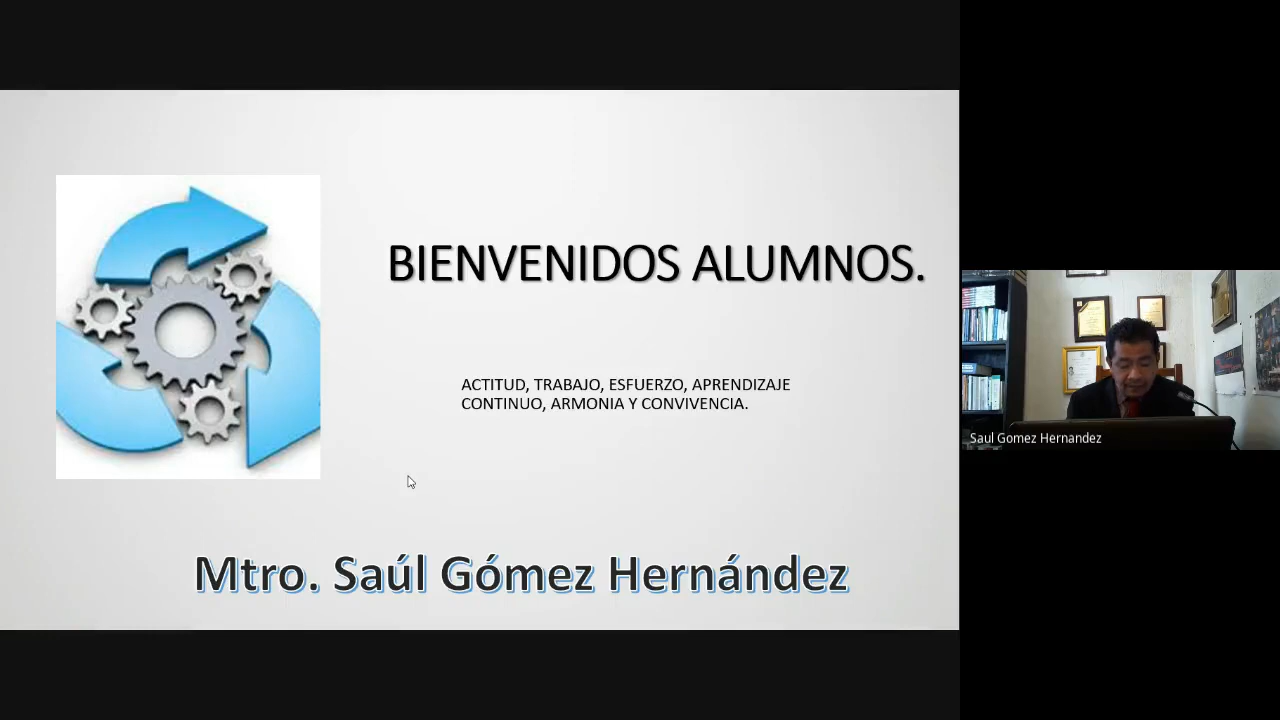 BIENVENIDOS ALUMNOS.
ACTITUD, TRABAJO, ESFUERZO, APRENDIZAJE
CONTINUO, ARMONIA Y CONVIVENCIA.
Mtro. Saúl Gómez Hernández
Saul Gomez Hernandez